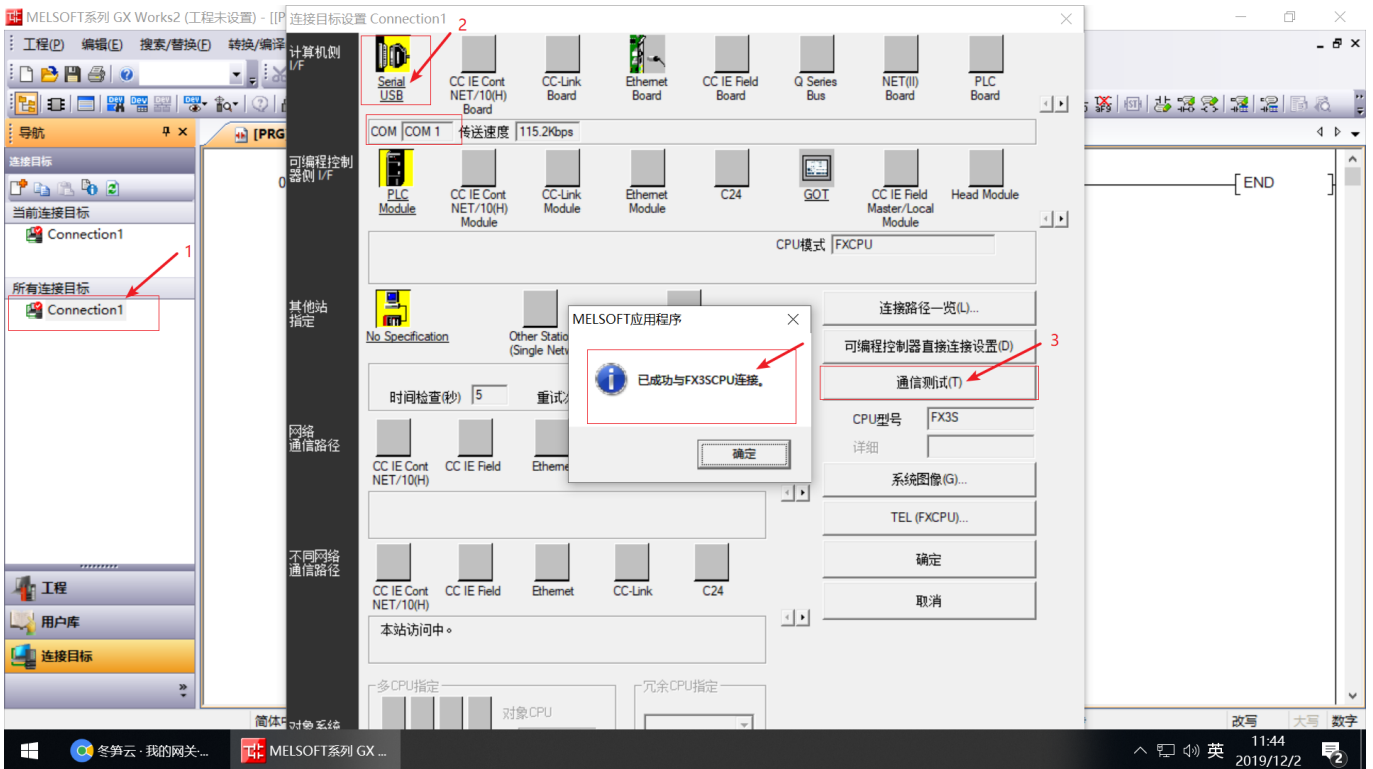 MELSOFT系列 GX Works2 (工程未设置) - [[P
连接目标设置 Connection1
2
工程(P) 编辑(E) 搜索/替换(F) 转换/编译
导航
[PRG
连接目标
当前连接目标
Connection1
1
所有连接目标
Connection1
工程
用户库
连接目标
计算机侧
I/F
Serial
USB
CC IE Cont
NET/10(H)
Board
CC-Link
Board
Ethernet
Board
CC IE Field
Board
Q Series
Bus
NET(II)
Board
PLC
Board
COM COM 1 传送速度 115.2Kbps
可编程控制
器侧 I/F
PLC
Module
CC IE Cont
NET/10(H)
Module
CC-Link
Module
Ethernet
Module
C24
GOT
CC IE Field
Master/Local
Module
Head Module
CPU模式 FXCPU
0
END
其他站
指定
No Specification
Other Statio
(Single Netw
时间检查(秒) 5 重试
MELSOFT应用程序
已成功与FX3SCPU连接。
确定
连接路径一览(L)...
可编程控制器直接连接设置(D)
3
通信测试(T)
CPU型号 FX3S
详细
系统图像(G)...
TEL (FXCPU)...
确定
取消
网络
通信路径
CC IE Cont
NET/10(H)
CC IE Field
Etherne
不同网络
通信路径
CC IE Cont
NET/10(H)
CC IE Field
Ethernet
CC-Link
C24
本站访问中。
多CPU指定
对象CPU
冗余CPU指定
对象系统
简体
改写 大写 数字
冬笋云 · 我的网关·...
MELSOFT系列 GX ...
英
11:44
2019/12/2
2